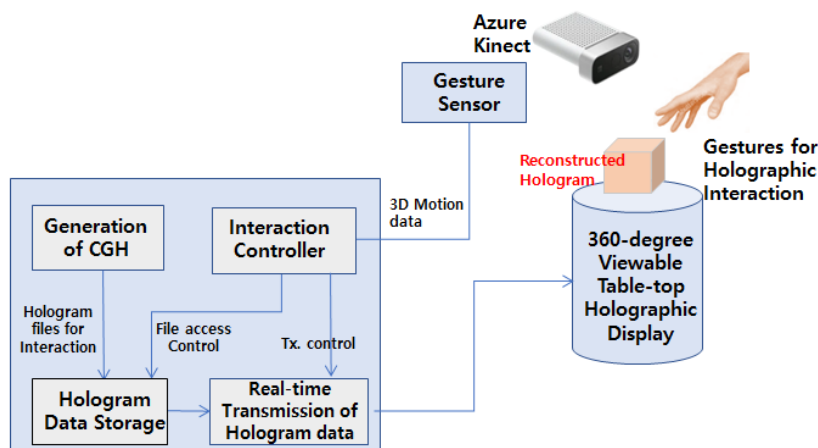 Azure
Kinect
Gesture
Sensor
Reconstructed
Hologram
Gestures for
Holographic
Interaction
3D Motion
data
Generation
of CGH
Interaction
Controller
360-degree
Viewable
Table-top
Holographic
Display
Hologram
files for
Interaction
File access
Control
Tx. control
Hologram
Data Storage
Real-time
Transmission of
Hologram data